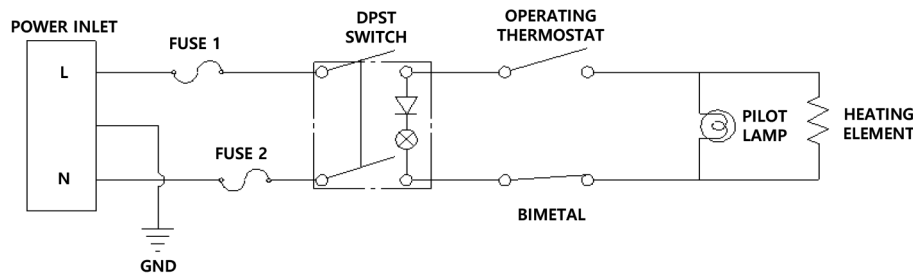 POWER INLET
L
N
FUSE 1
FUSE 2
GND
DPST
SWITCH
OPERATING
THERMOSTAT
BIMETAL
PILOT
LAMP
HEATING
ELEMENT